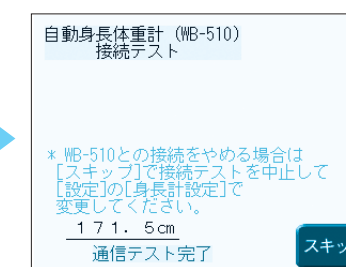 自動身長体重計（WB-510）
接続テスト
* WB-510との接続をやめる場合は
[スキップ]で接続テストを中止して
[設定]の[身長計設定]で
変更してください。
１７１．５cm
通信テスト完了
スキッ